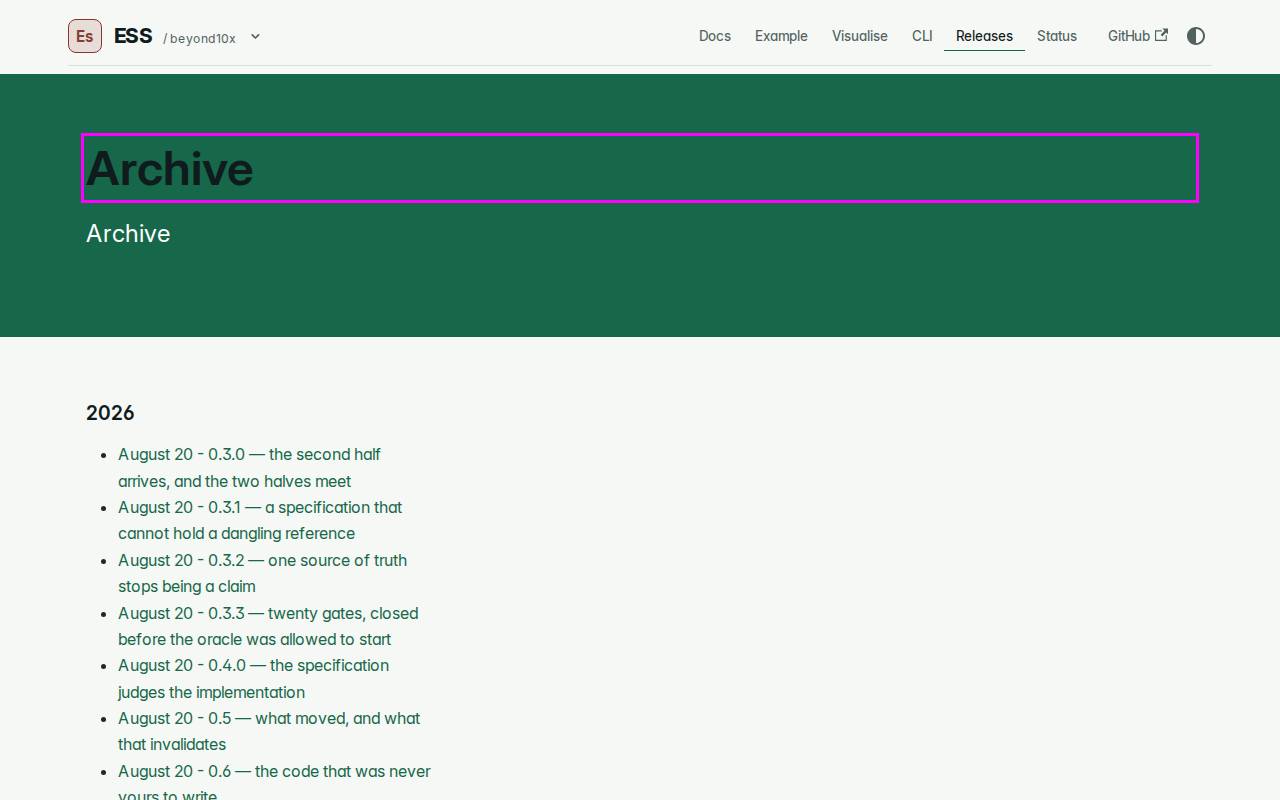 Es ESS / beyond10x
Docs Example Visualise CLI Releases Status GitHub
Archive
Archive
2026
August 20 - 0.3.0 — the second half
arrives, and the two halves meet
August 20 - 0.3.1 — a specification that
cannot hold a dangling reference
August 20 - 0.3.2 — one source of truth
stops being a claim
August 20 - 0.3.3 — twenty gates, closed
before the oracle was allowed to start
August 20 - 0.4.0 — the specification
judges the implementation
August 20 - 0.5 — what moved, and what
that invalidates
August 20 - 0.6 — the code that was never
yours to write